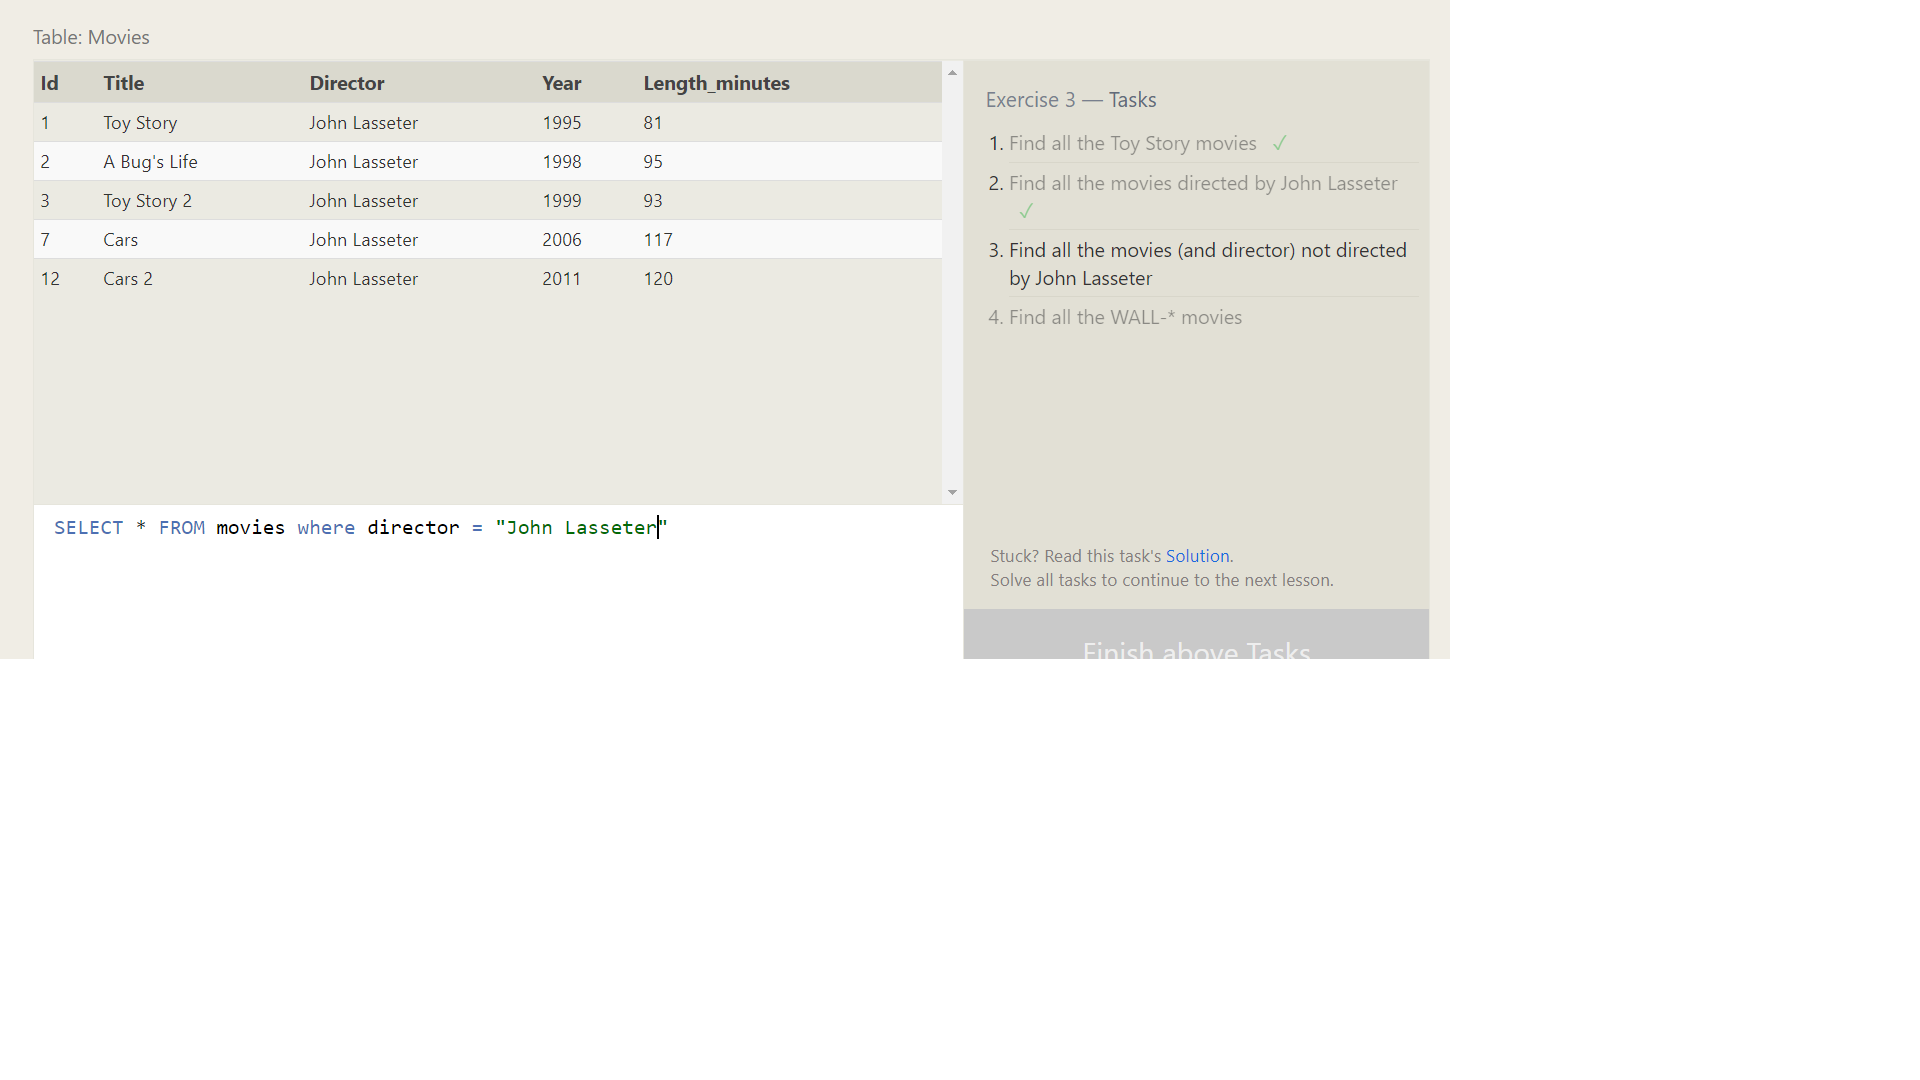 Table: Movies
Id Title Director Year Length_minutes
1 Toy Story John Lasseter 1995 81
2 A Bug's Life John Lasseter 1998 95
3 Toy Story 2 John Lasseter 1999 93
7 Cars John Lasseter 2006 117
12 Cars 2 John Lasseter 2011 120
SELECT * FROM movies where director = "John Lasseter"
Exercise 3 — Tasks
1. Find all the Toy Story movies ✓
2. Find all the movies directed by John Lasseter
✓
3. Find all the movies (and director) not directed
by John Lasseter
4. Find all the WALL-* movies
Stuck? Read this task's Solution.
Solve all tasks to continue to the next lesson.
Finish above Tasks